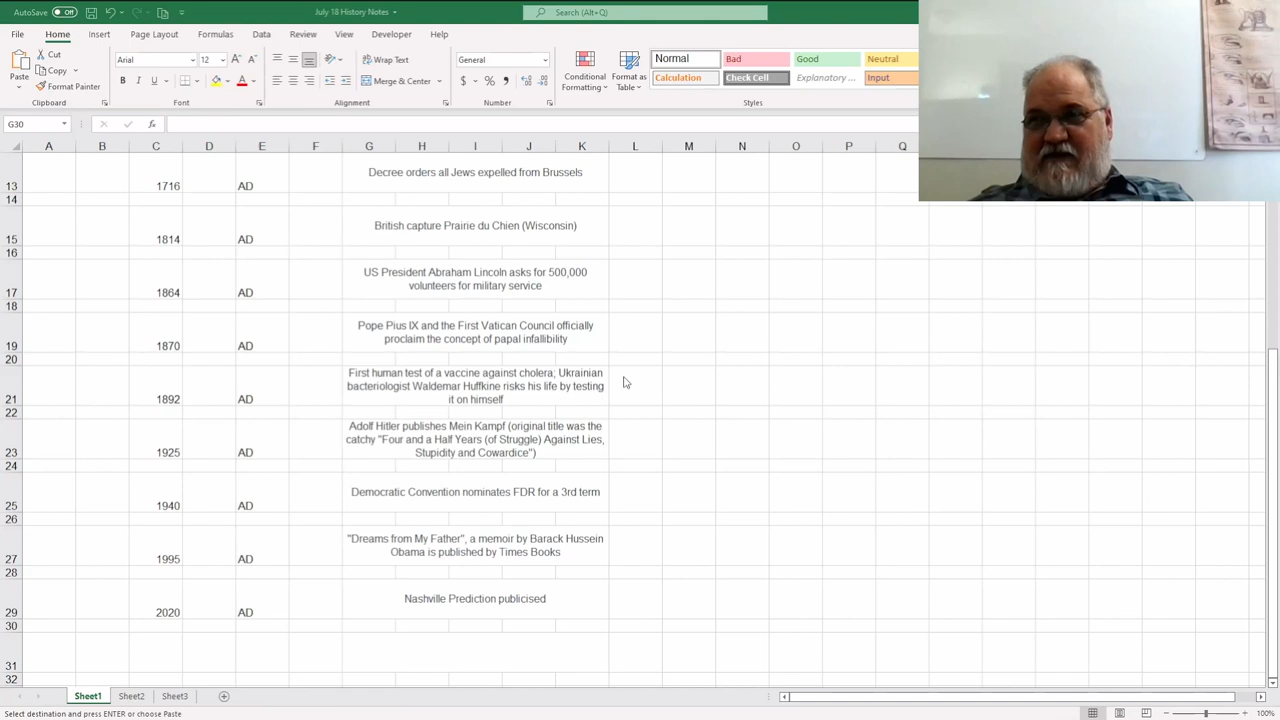 AutoSave Off July 18 History Notes Search (Alt+Q)
File Home Insert Page Layout Formulas Data Review View Developer Help
Paste Cut Copy Format Painter
Arial 12 Wrap Text Merge & Center General
Conditional Formatting Format as Table
Normal Bad Good Neutral
Calculation Check Cell Explanatory ... Input
Clipboard Font Alignment Number Styles
G30 fx
A B C D E F G H I J K L M N O P Q
13 1716 AD Decree orders all Jews expelled from Brussels
14
15 1814 AD British capture Prairie du Chien (Wisconsin)
16
17 1864 AD US President Abraham Lincoln asks for 500,000
volunteers for military service
18
19 1870 AD Pope Pius IX and the First Vatican Council officially
proclaim the concept of papal infallibility
20
21 1892 AD First human test of a vaccine against cholera; Ukrainian
bacteriologist Waldemar Huffkine risks his life by testing
it on himself
22
23 1925 AD Adolf Hitler publishes Mein Kampf (original title was the
catchy "Four and a Half Years (of Struggle) Against Lies,
Stupidity and Cowardice")
24
25 1940 AD Democratic Convention nominates FDR for a 3rd term
26
27 1995 AD "Dreams from My Father", a memoir by Barack Hussein
Obama is published by Times Books
28
29 2020 AD Nashville Prediction publicised
30
31
32
Sheet1 Sheet2 Sheet3
Select destination and press ENTER or choose Paste 100%